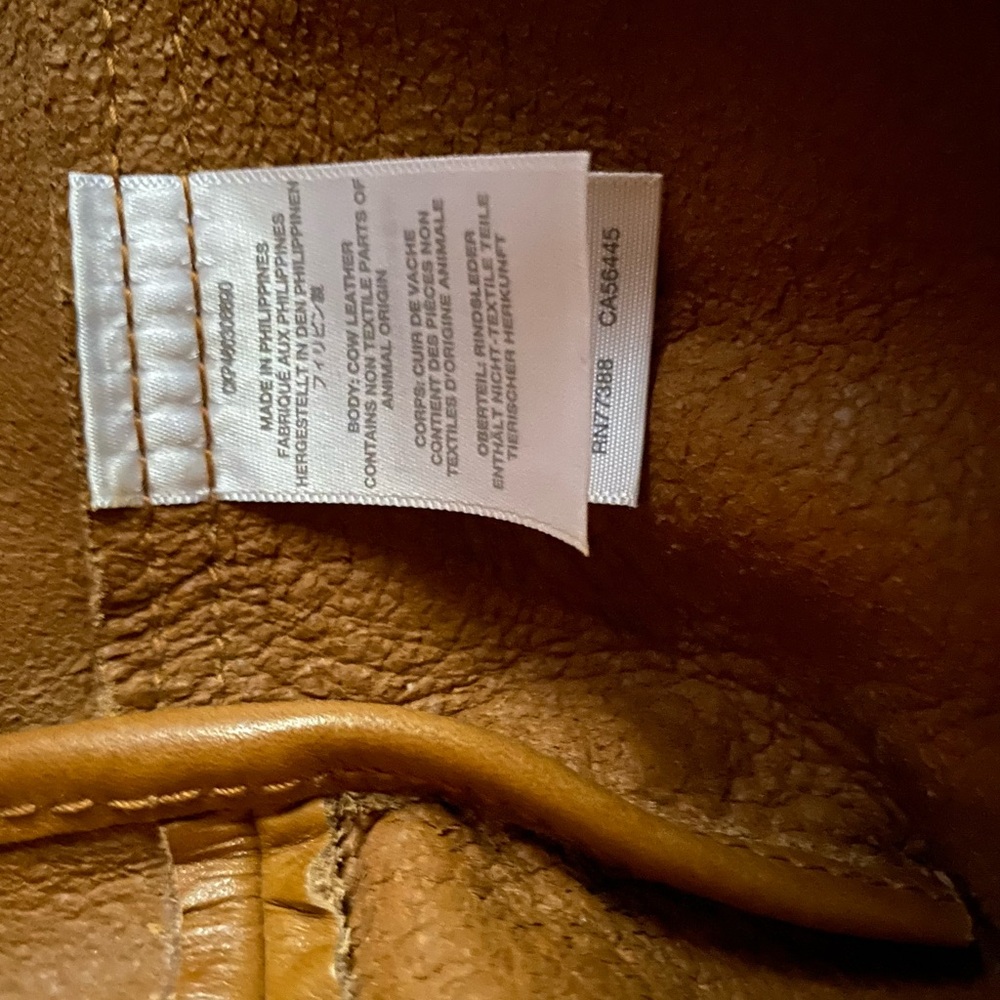 MADE IN PHILIPPINES
FABRIQUÉ AUX PHILIPPINES
HERGESTELLT IN DEN PHILIPPINEN
フィリピン製
BODY: COW LEATHER
CONTAINS NON TEXTILE PARTS OF
ANIMAL ORIGIN
CORPS: CUIR DE VACHE
CONTIENT DES PIÈCES NON
TEXTILES D'ORIGINE ANIMALE
OBERTEIL: RINDSLEDER
ENTHÄLT NICHT-TEXTILE TEILE
TIERISCHER HERKUNFT
RN77388 CA56445